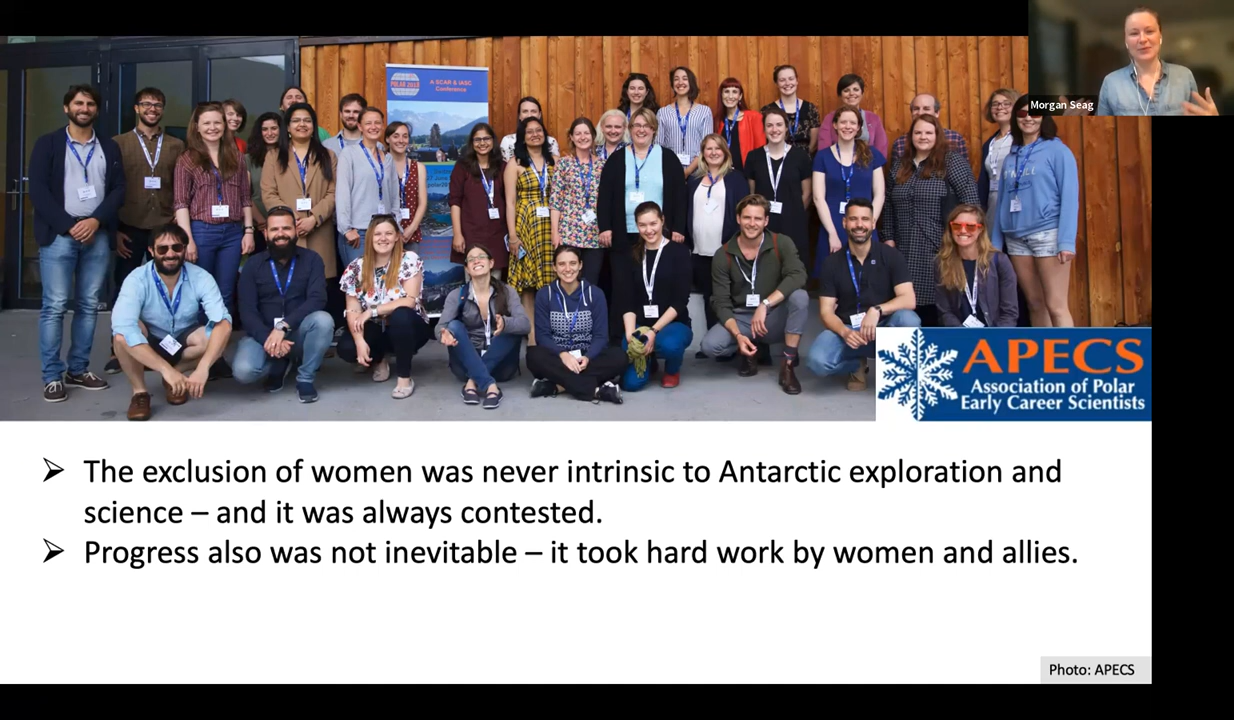 POLAR 2018
A SCAR & IASC
Conference
Morgan Seag
APECS
Association of Polar
Early Career Scientists
➢ The exclusion of women was never intrinsic to Antarctic exploration and
science – and it was always contested.
➢ Progress also was not inevitable – it took hard work by women and allies.
Photo: APECS